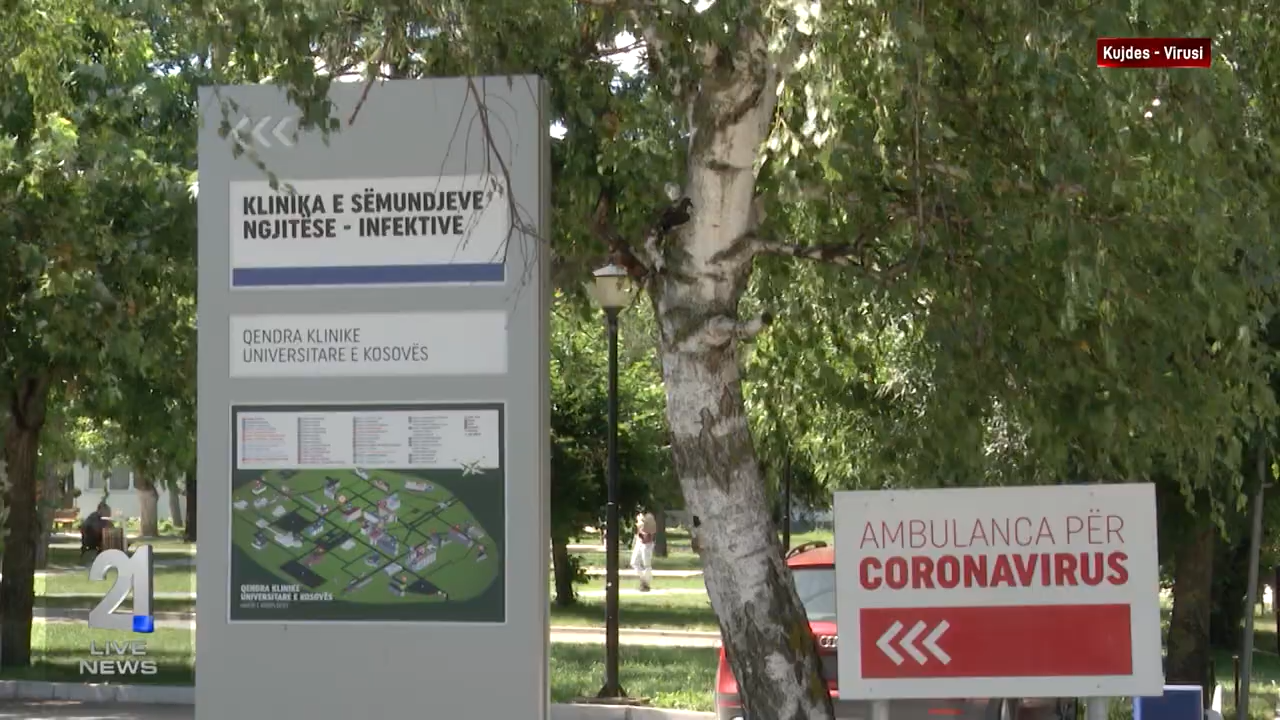 Kujdes - Virusi
KLINIKA E SËMUNDJEVE
NGJITËSE - INFEKTIVE
QENDRA KLINIKE
UNIVERSITARE E KOSOVËS
QENDRA KLINIKE
UNIVERSITARE E KOSOVËS
AMBULANCA PËR
CORONAVIRUS
21
LIVE
NEWS